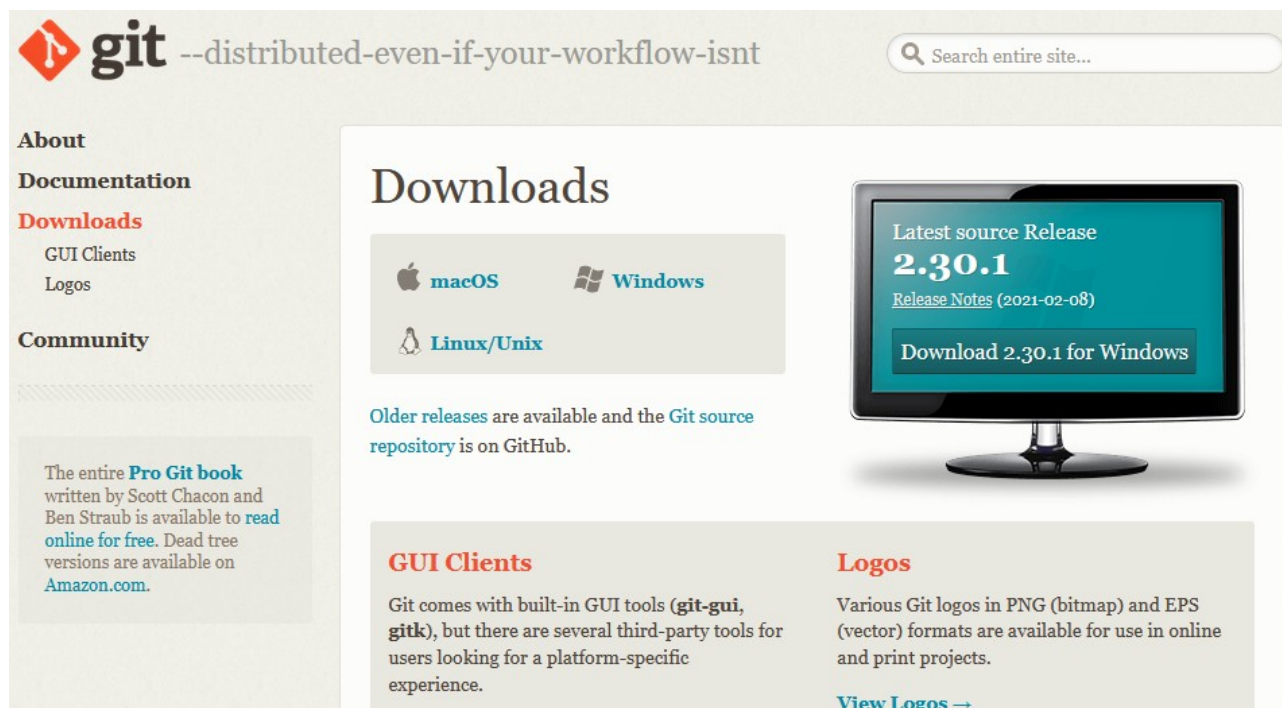 git --distributed-even-if-your-workflow-isnt
Search entire site...
About
Documentation
Downloads
GUI Clients
Logos
Community
The entire Pro Git book
written by Scott Chacon and
Ben Straub is available to read
online for free. Dead tree
versions are available on
Amazon.com.
Downloads
macOS
Windows
Linux/Unix
Older releases are available and the Git source
repository is on GitHub.
Latest source Release
2.30.1
Release Notes (2021-02-08)
Download 2.30.1 for Windows
GUI Clients
Git comes with built-in GUI tools (git-gui,
gitk), but there are several third-party tools for
users looking for a platform-specific
experience.
Logos
Various Git logos in PNG (bitmap) and EPS
(vector) formats are available for use in online
and print projects.
View Logos →